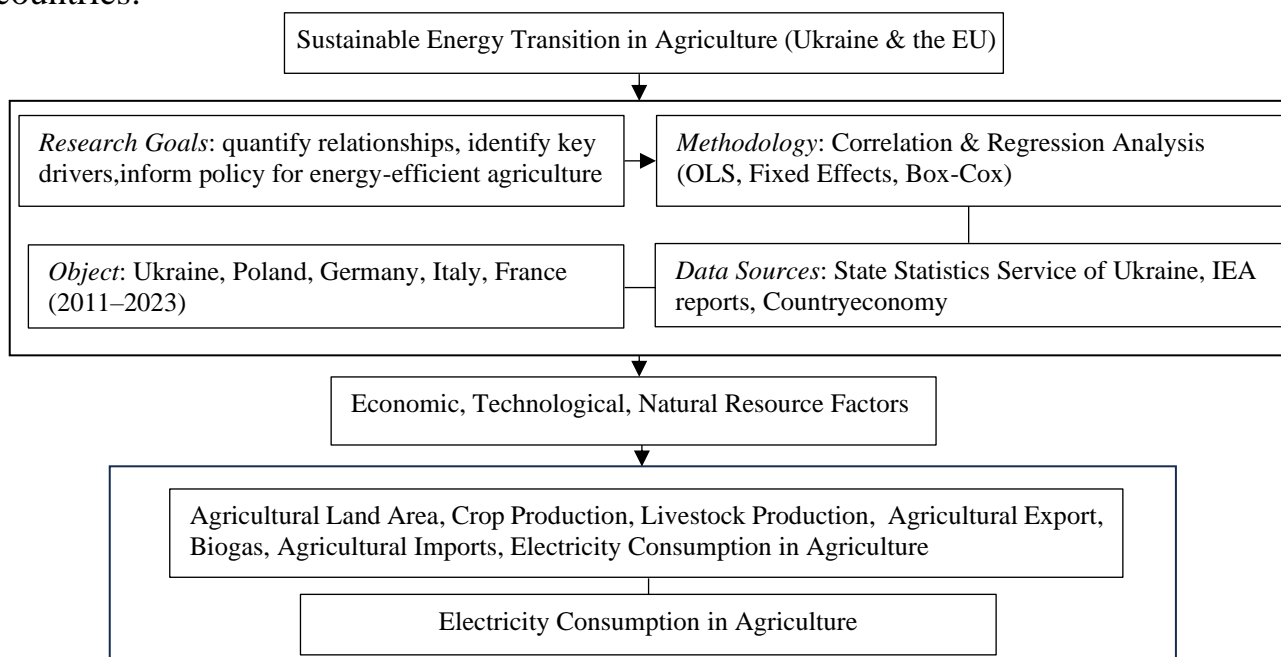 countries.
Sustainable Energy Transition in Agriculture (Ukraine & the EU)
Research Goals: quantify relationships, identify key
drivers,inform policy for energy-efficient agriculture
Methodology: Correlation & Regression Analysis
(OLS, Fixed Effects, Box-Cox)
Object: Ukraine, Poland, Germany, Italy, France
(2011–2023)
Data Sources: State Statistics Service of Ukraine, IEA
reports, Countryeconomy
Economic, Technological, Natural Resource Factors
Agricultural Land Area, Crop Production, Livestock Production, Agricultural Export,
Biogas, Agricultural Imports, Electricity Consumption in Agriculture
Electricity Consumption in Agriculture